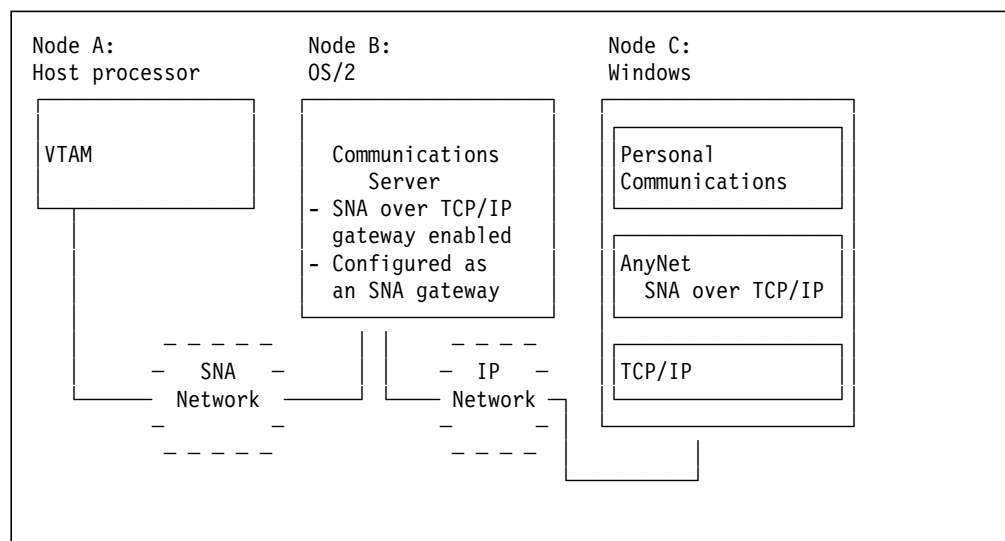 Node A:
Host processor
Node B:
OS/2
Node C:
Windows
VTAM
Communications
Server
- SNA over TCP/IP
gateway enabled
- Configured as
an SNA gateway
Personal
Communications
AnyNet
SNA over TCP/IP
TCP/IP
SNA
Network
IP
Network